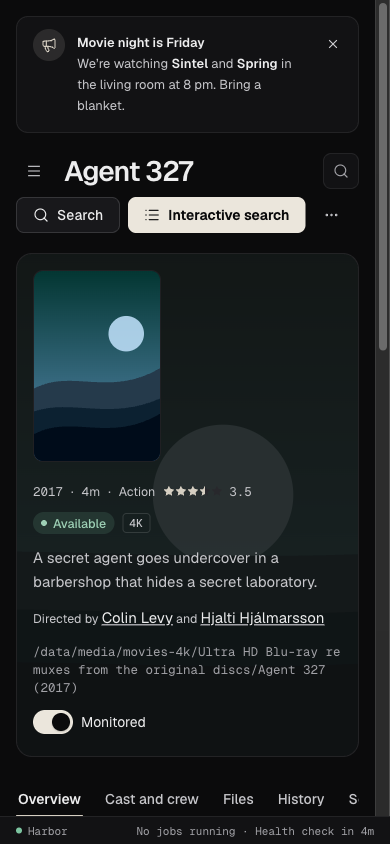 Movie night is Friday
We're watching Sintel and Spring in
the living room at 8 pm. Bring a
blanket.
Agent 327
Search
Interactive search
2017 · 4m · Action 3.5
Available 4K
A secret agent goes undercover in a
barbershop that hides a secret laboratory.
Directed by Colin Levy and Hjalti Hjálmarsson
/data/media/movies-4k/Ultra HD Blu-ray re
muxes from the original discs/Agent 327
(2017)
Monitored
Overview Cast and crew Files History S
Harbor No jobs running · Health check in 4m